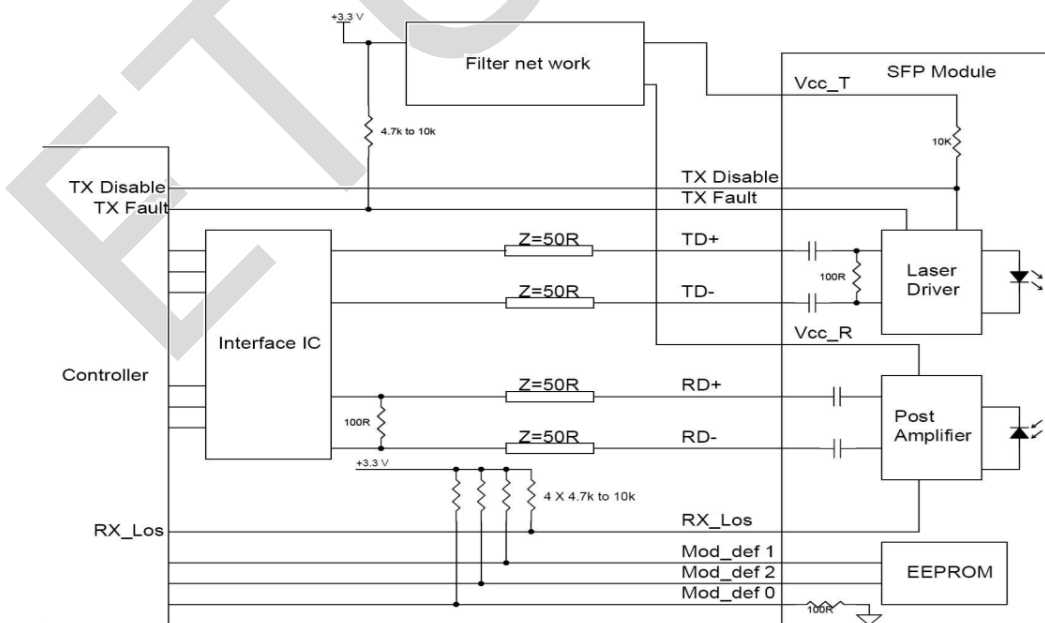 +3.3 V
Filter net work
SFP Module
Vcc_T
4.7k to 10k
10K
TX Disable
TX Disable
TX Fault
TX Fault
Z=50R
TD+
100R
Laser
Driver
Z=50R
TD-
Interface IC
Vcc_R
Controller
Z=50R
RD+
100R
Post
Amplifier
Z=50R
RD-
+3.3 V
4 X 4.7k to 10k
RX_Los
RX_Los
Mod_def 1
Mod_def 2
EEPROM
Mod_def 0
100R